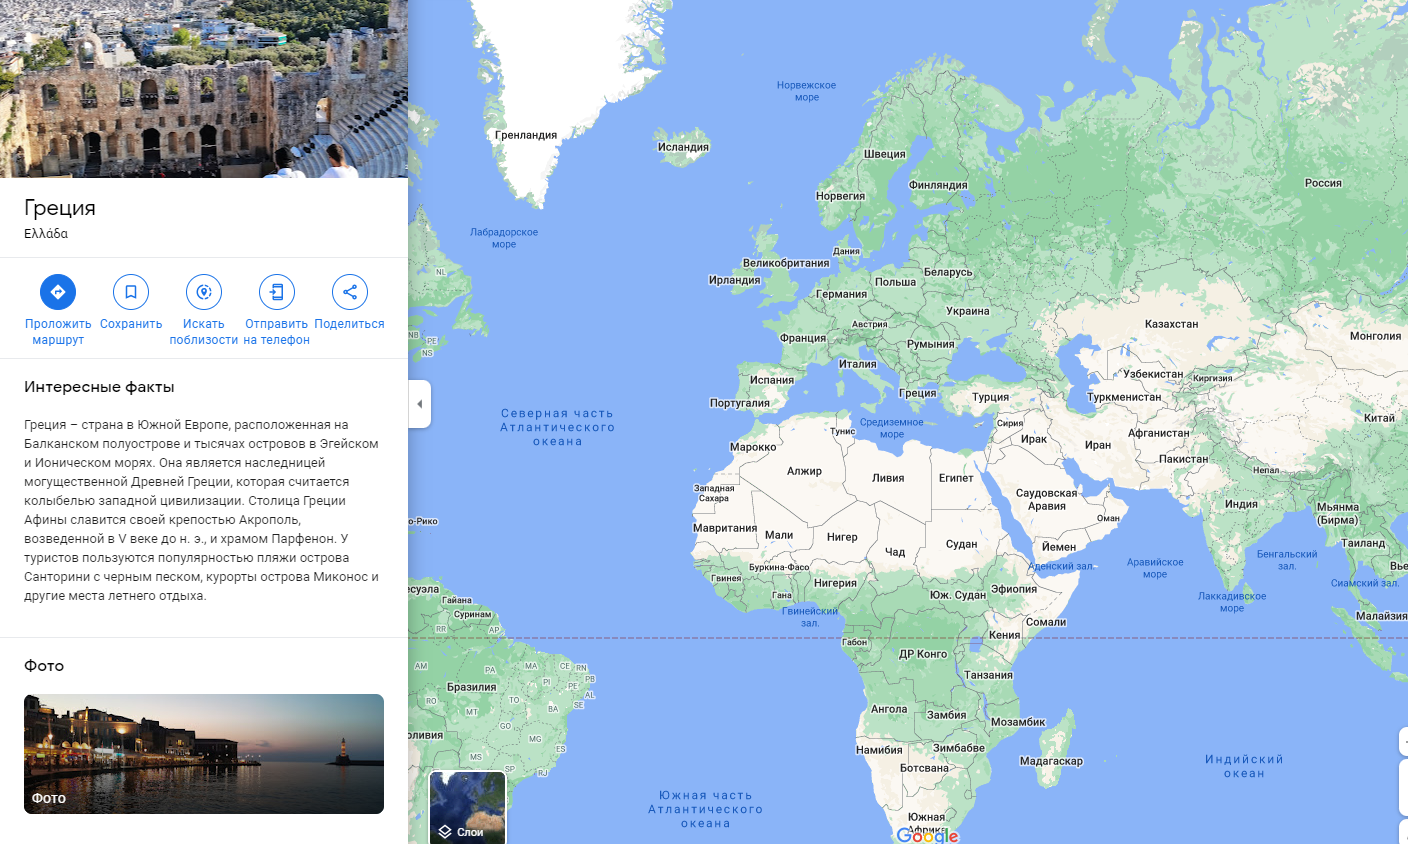 Греция
Ελλάδα
Проложить
маршрут
Сохранить
Искать
поблизости
Отправить
на телефон
Поделиться
Интересные факты
Греция – страна в Южной Европе, расположенная на
Балканском полуострове и тысячах островов в Эгейском
и Ионическом морях. Она является наследницей
могущественной Древней Греции, которая считается
колыбелью западной цивилизации. Столица Греции
Афины славится своей крепостью Акрополь,
возведенной в V веке до н. э., и храмом Парфенон. У
туристов пользуются популярностью пляжи острова
Санторини с черным песком, курорты острова Миконос и
другие места летнего отдыха.
Фото
Фото
Гренландия
Исландия
Норвежское
море
Швеция
Финляндия
Норвегия
Россия
Лабрадорское
море
Дания
Великобритания
Ирландия
Беларусь
Польша
Германия
Украина
Австрия
Франция
Румыния
Италия
Испания
Португалия
Греция
Турция
Казахстан
Монголия
Узбекистан
Киргизия
Туркменистан
Китай
NL
NB
PE
NS
Северная часть
Атлантического
океана
Средиземное
море
Тунис
Марокко
Сирия
Ирак
Иран
Афганистан
Пакистан
Непал
Алжир
Ливия
Египет
Западная
Сахара
Саудовская
Аравия
Оман
Индия
Мьянма
(Бирма)
Таиланд
о-Рико
Мавритания
Мали
Нигер
Чад
Судан
Йемен
Буркина-Фасо
Гвинея
Нигерия
Гана
Юж. Судан
Эфиопия
Аденский зал.
Аравийское
море
Бенгальский
зал.
Сиамский зал.
Вье
Лаккадивское
море
Малайзия
есуэла
Гайана
Суринам
Гвинейский
зал.
Сомали
Кения
Габон
ДР Конго
Танзания
RR
AP
AM
PA
MA
CE
RN
PB
PI
PE
AL
SE
Бразилия
RO
TO
BA
MT
GO
MG
ES
MS
SP
RJ
оливия
Ангола
Замбия
Мозамбик
Намибия
Зимбабве
Ботсвана
Мадагаскар
Индийский
океан
Южная часть
Атлантического
океана
Южная
Африка
Слои
Google